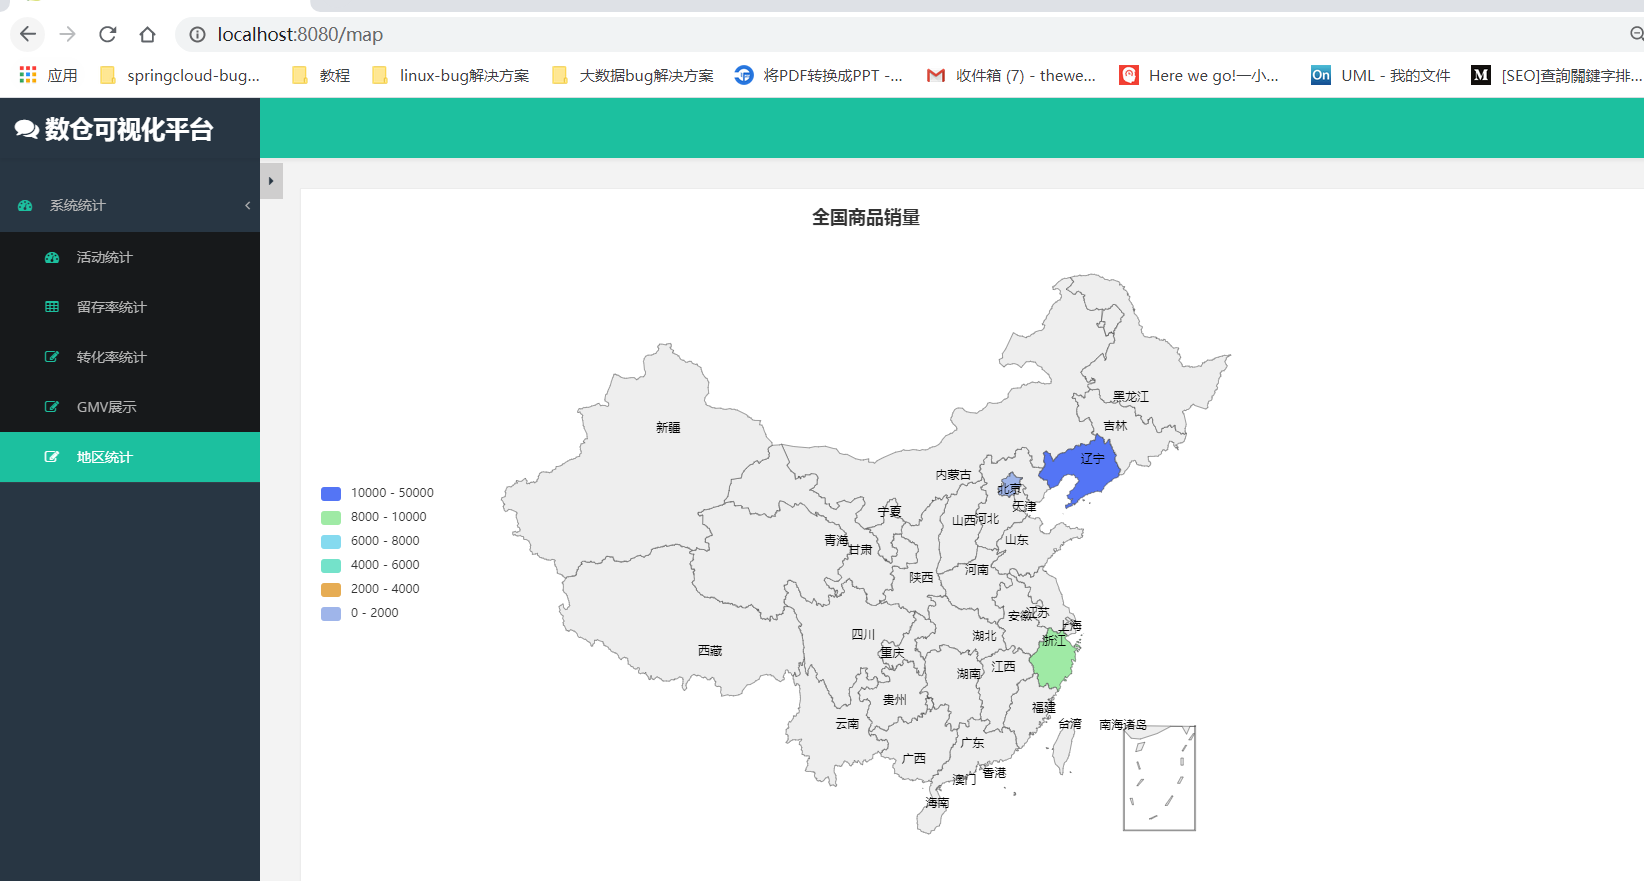 localhost:8080/map
应用
springcloud-bug...
教程
linux-bug解决方案
大数据bug解决方案
将PDF转换成PPT -...
收件箱 (7) - thewe...
Here we go!一小...
On
UML - 我的文件
M
[SEO]查詢關鍵字排...
数仓可视化平台
系统统计
活动统计
留存率统计
转化率统计
GMV展示
地区统计
全国商品销量
10000 - 50000
8000 - 10000
6000 - 8000
4000 - 6000
2000 - 4000
0 - 2000
黑龙江
吉林
辽宁
新疆
内蒙古
北京
天津
宁夏
山西
河北
青海
甘肃
山东
陕西
河南
安徽
江苏
上海
四川
湖北
浙江
重庆
西藏
湖南
江西
贵州
福建
云南
台湾
南海诸岛
广西
广东
澳门
香港
海南